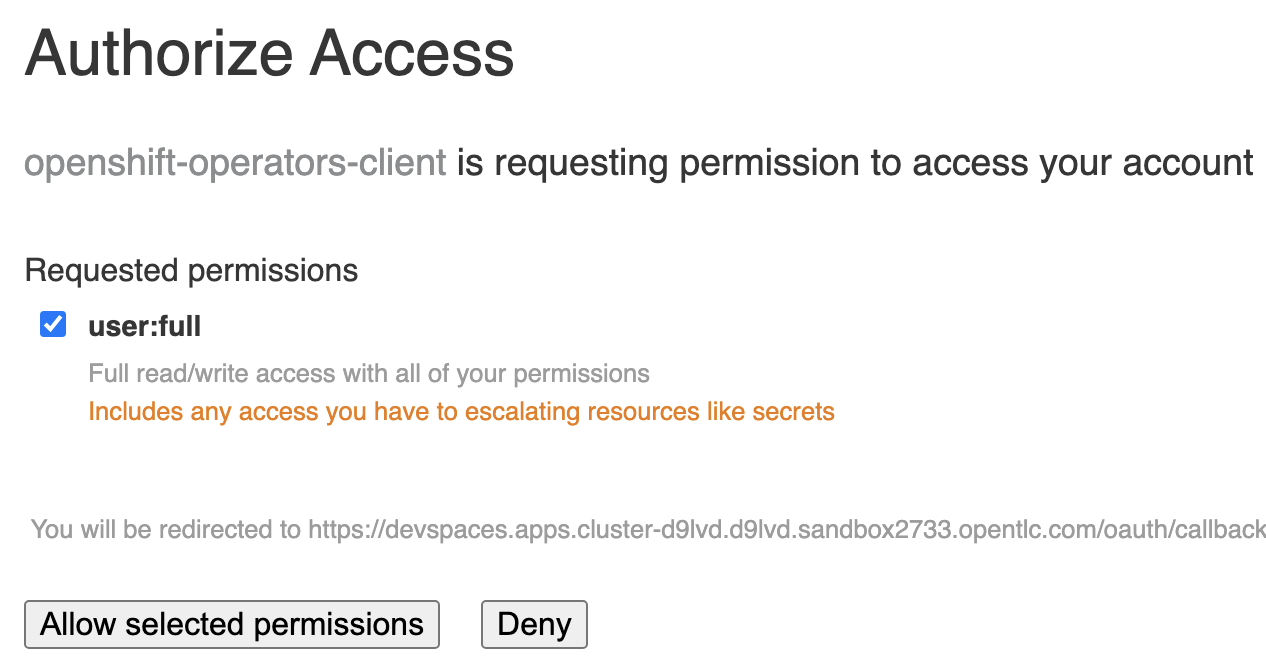 Authorize Access
openshift-operators-client is requesting permission to access your account
Requested permissions
user:full
Full read/write access with all of your permissions
Includes any access you have to escalating resources like secrets
You will be redirected to https://devspaces.apps.cluster-d9lvd.d9lvd.sandbox2733.opentlc.com/oauth/callback
Allow selected permissions Deny